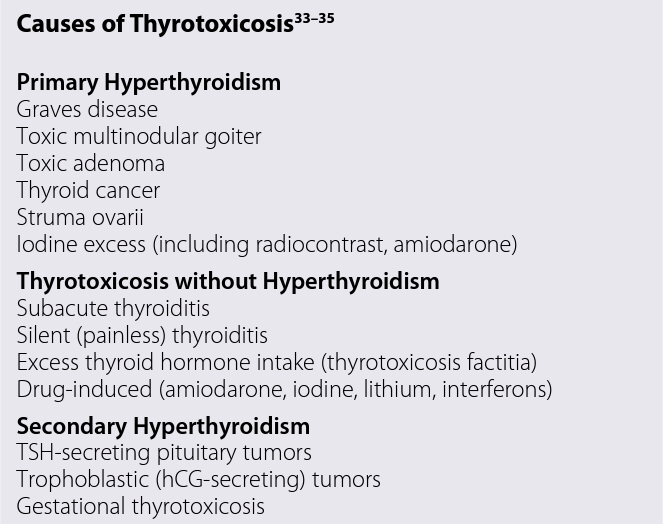 Causes of Thyrotoxicosis33–35
Primary Hyperthyroidism
Graves disease
Toxic multinodular goiter
Toxic adenoma
Thyroid cancer
Struma ovarii
Iodine excess (including radiocontrast, amiodarone)
Thyrotoxicosis without Hyperthyroidism
Subacute thyroiditis
Silent (painless) thyroiditis
Excess thyroid hormone intake (thyrotoxicosis factitia)
Drug-induced (amiodarone, iodine, lithium, interferons)
Secondary Hyperthyroidism
TSH-secreting pituitary tumors
Trophoblastic (hCG-secreting) tumors
Gestational thyrotoxicosis